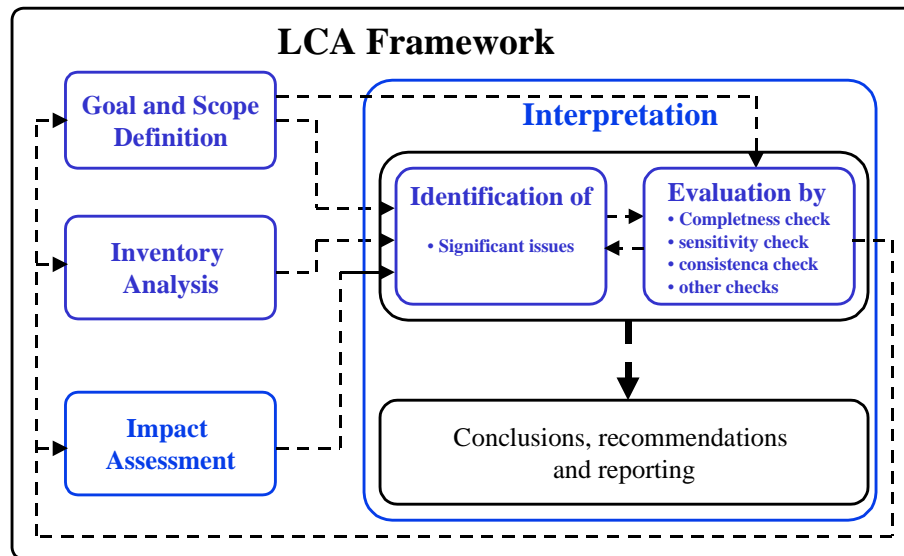 LCA Framework
Goal and Scope
Definition
Inventory
Analysis
Impact
Assessment
Interpretation
Identification of
• Significant issues
Evaluation by
• Completness check
• sensitivity check
• consistenca check
• other checks
Conclusions, recommendations
and reporting